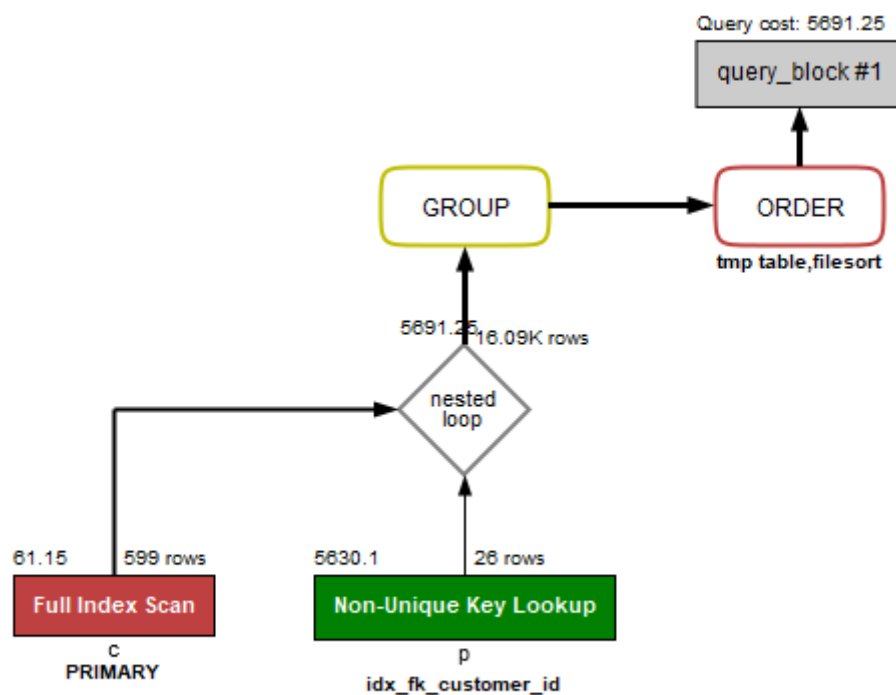 Query cost: 5691.25
query_block #1
GROUP
ORDER
tmp table,filesort
5691.25
16.09K rows
nested
loop
61.15
599 rows
5630.1
26 rows
Full Index Scan
Non-Unique Key Lookup
c
PRIMARY
p
idx_fk_customer_id